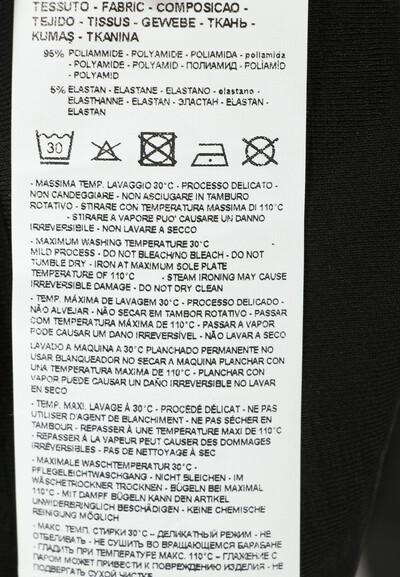 TESSUTO - FABRIC - COMPOSICAO -
TEJIDO - TISSUS - GEWEBE - ТКАНЬ -
KUMAŞ - TKANINA
95% POLIAMMIDE - POLYAMIDE - POLIAMIDA - poliamida
- POLYAMIDE - POLYAMID - ПОЛИАМИД - POLÍAMID
- POLYAMID
5% ELASTAN - ELASTANE - ELASTANO - elastano -
ELASTHANNE - ELASTAN - ЭЛАСТАН - ELASTAN -
ELASTAN
30
- MASSIMA TEMP. LAVAGGIO 30°C - PROCESSO DELICATO -
NON CANDEGGIARE - NON ASCIUGARE IN TAMBURO
ROTATIVO - STIRARE CON TEMPERATURA MASSIMA DI 110°C
- STIRARE A VAPORE PUO' CAUSARE UN DANNO
IRREVERSIBILE - NON LAVARE A SECCO
- MAXIMUM WASHING TEMPERATURE 30°C -
MILD PROCESS - DO NOT BLEACH/NO BLEACH - DO NOT
TUMBLE DRY - IRON AT MAXIMUM SOLE PLATE
TEMPERATURE OF 110°C - STEAM IRONING MAY CAUSE
IRREVERSIBLE DAMAGE - DO NOT DRY CLEAN
- TEMP. MÁXIMA DE LAVAGEM 30°C - PROCESSO DELICADO -
NÃO ALVEJAR - NÃO SECAR EM TAMBOR ROTATIVO - PASSAR
COM TEMPERATURA MÁXIMA DE 110°C - PASSAR A VAPOR
PODE CAUSAR UM DANO IRREVERSÍVEL - NÃO LAVAR A SECO
LAVADO A MAQUINA A 30°C PLANCHADO PERMANENTE NO
USAR BLANQUEADOR NO SECAR A MAQUINA PLANCHAR CON
UNA TEMPERATURA MAXIMA DE 110°C - PLANCHAR CON
VAPOR PUEDE CAUSAR UN DAÑO IRREVERSIBLE NO LAVAR
EN SECO
- TEMP. MAXI. LAVAGE À 30°C - PROCÉDÉ DÉLICAT - NE PAS
UTILISER D'AGENT DE BLANCHIMENT - NE PAS SÉCHER EN
TAMBOUR - REPASSER À UNE TEMPERATURE MAXI DE 110°C
- REPASSER À LA VAPEUR PEUT CAUSER DES DOMMAGES
IRRÉVERSIBLES - PAS DE NETTOYAGE À SEC
- MAXIMALE WASCHTEMPERATUR 30°C -
PFLEGELEICHTWASCHGANG - NICHT BLEICHEN - IM
WÄSCHETROCKNER TROCKNEN - BÜGELN BEI MAXIMAL
110°C - MIT DAMPF BÜGELN KANN DEN ARTIKEL
UNWIDERBRINGLICH BESCHÄDIGEN - KEINE CHEMISCHE
REINIGUNG MÖGLICH
- МАКС. ТЕМП. СТИРКИ 30°C – ДЕЛИКАТНЫЙ РЕЖИМ - НЕ
ОТБЕЛИВАТЬ - НЕ СУШИТЬ ВО ВРАЩАЮЩЕМСЯ БАРАБАНЕ
- ГЛАДИТЬ ПРИ ТЕМПЕРАТУРЕ МАКС. 110°C – ГЛАЖЕНИЕ С
ПАРОМ МОЖЕТ ПРИВЕСТИ К ПОВРЕЖДЕНИЮ ИЗДЕЛИЯ - НЕ
ПОДВЕРГАТЬ СУХОЙ ЧИСТКЕ